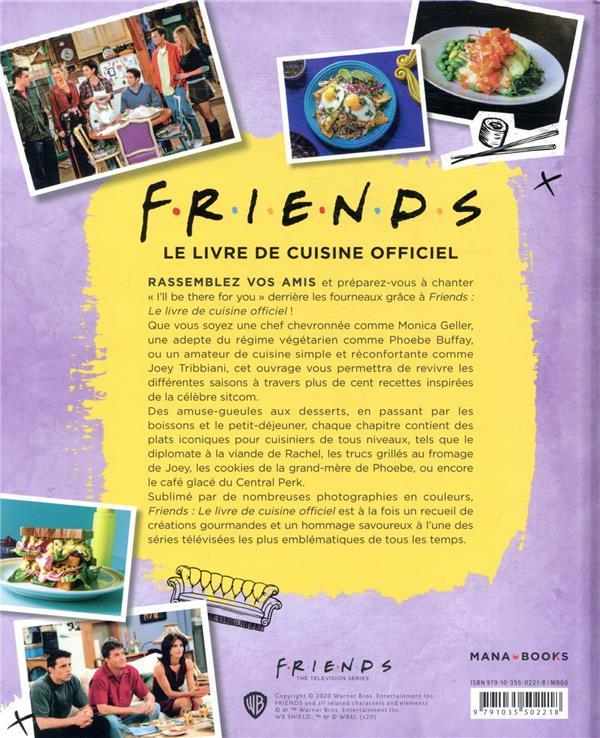 F.R.I.E.N.D.S
LE LIVRE DE CUISINE OFFICIEL
RASSEMBLEZ VOS AMIS et préparez-vous à chanter
« I'll be there for you » derrière les fourneaux grâce à Friends :
Le livre de cuisine officiel !
Que vous soyez une chef chevronnée comme Monica Geller,
une adepte du régime végétarien comme Phoebe Buffay,
ou un amateur de cuisine simple et réconfortante comme
Joey Tribbiani, cet ouvrage vous permettra de revivre les
différentes saisons à travers plus de cent recettes inspirées
de la célèbre sitcom.
Des amuse-gueules aux desserts, en passant par les
boissons et le petit-déjeuner, chaque chapitre contient des
plats iconiques pour cuisiniers de tous niveaux, tels que le
diplomate à la viande de Rachel, les trucs grillés au fromage
de Joey, les cookies de la grand-mère de Phoebe, ou encore
le café glacé du Central Perk.
Sublimé par de nombreuses photographies en couleurs,
Friends : Le livre de cuisine officiel est à la fois un recueil de
créations gourmandes et un hommage savoureux à l'une des
séries télévisées les plus emblématiques de tous les temps.
F.R.I.E.N.D.S
THE TELEVISION SERIES
WB
Copyright © 2020 Warner Bros. Entertainment Inc.
FRIENDS and all related characters and elements
© & ™ Warner Bros. Entertainment Inc.
WB SHIELD: ™ & © WBEI. (s20)
MANA BOOKS
ISBN 979-10-355-0221-8 / MB60
9 791035 502218